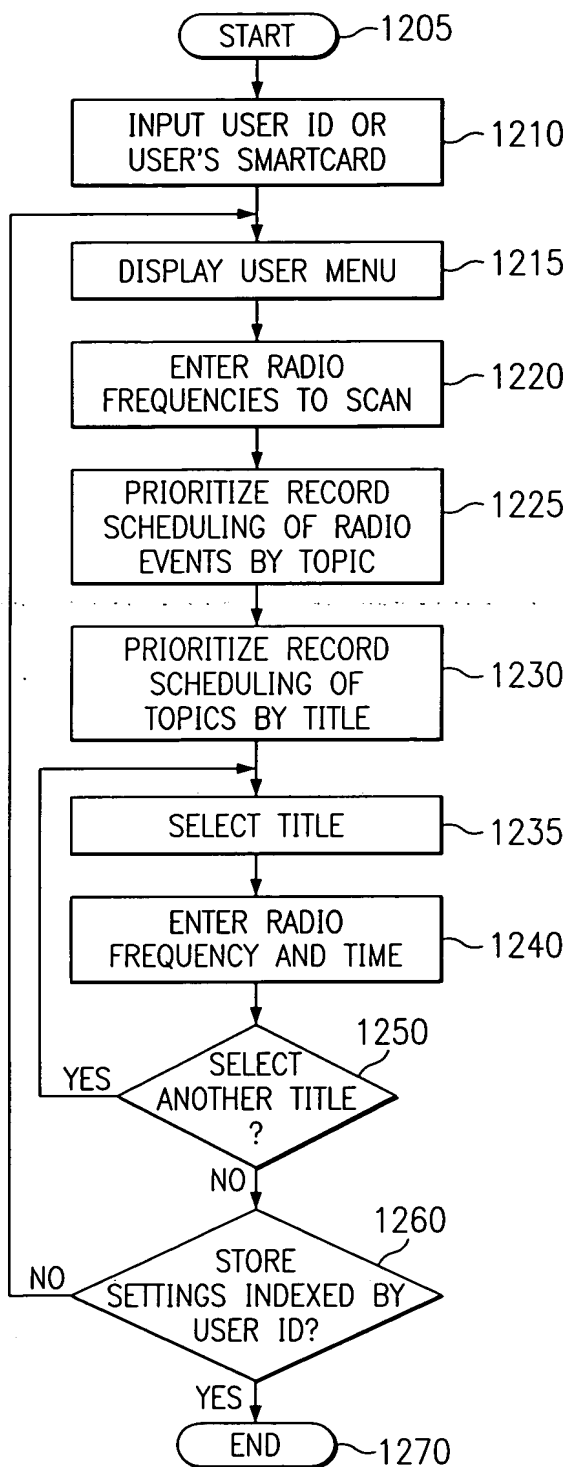 START
1205
INPUT USER ID OR
USER'S SMARTCARD
1210
DISPLAY USER MENU
1215
ENTER RADIO
FREQUENCIES TO SCAN
1220
PRIORITIZE RECORD
SCHEDULING OF RADIO
EVENTS BY TOPIC
1225
PRIORITIZE RECORD
SCHEDULING OF
TOPICS BY TITLE
1230
SELECT TITLE
1235
ENTER RADIO
FREQUENCY AND TIME
1240
1250
YES
SELECT
ANOTHER TITLE
?
NO
1260
NO
STORE
SETTINGS INDEXED BY
USER ID?
YES
END
1270